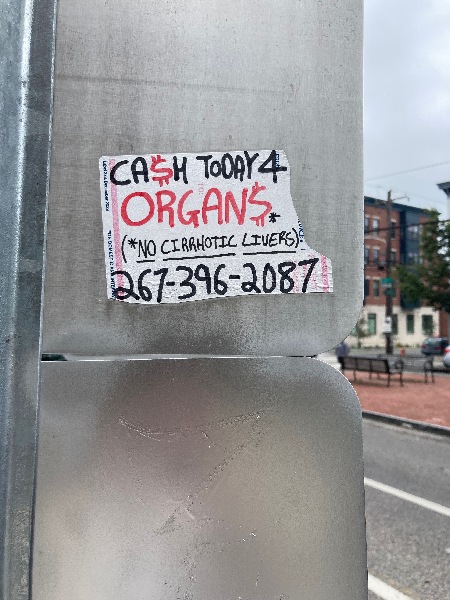 CA$H TODAY 4
ORGAN$*
(*NO CIRRHOTIC LIVERS)
267-396-2087